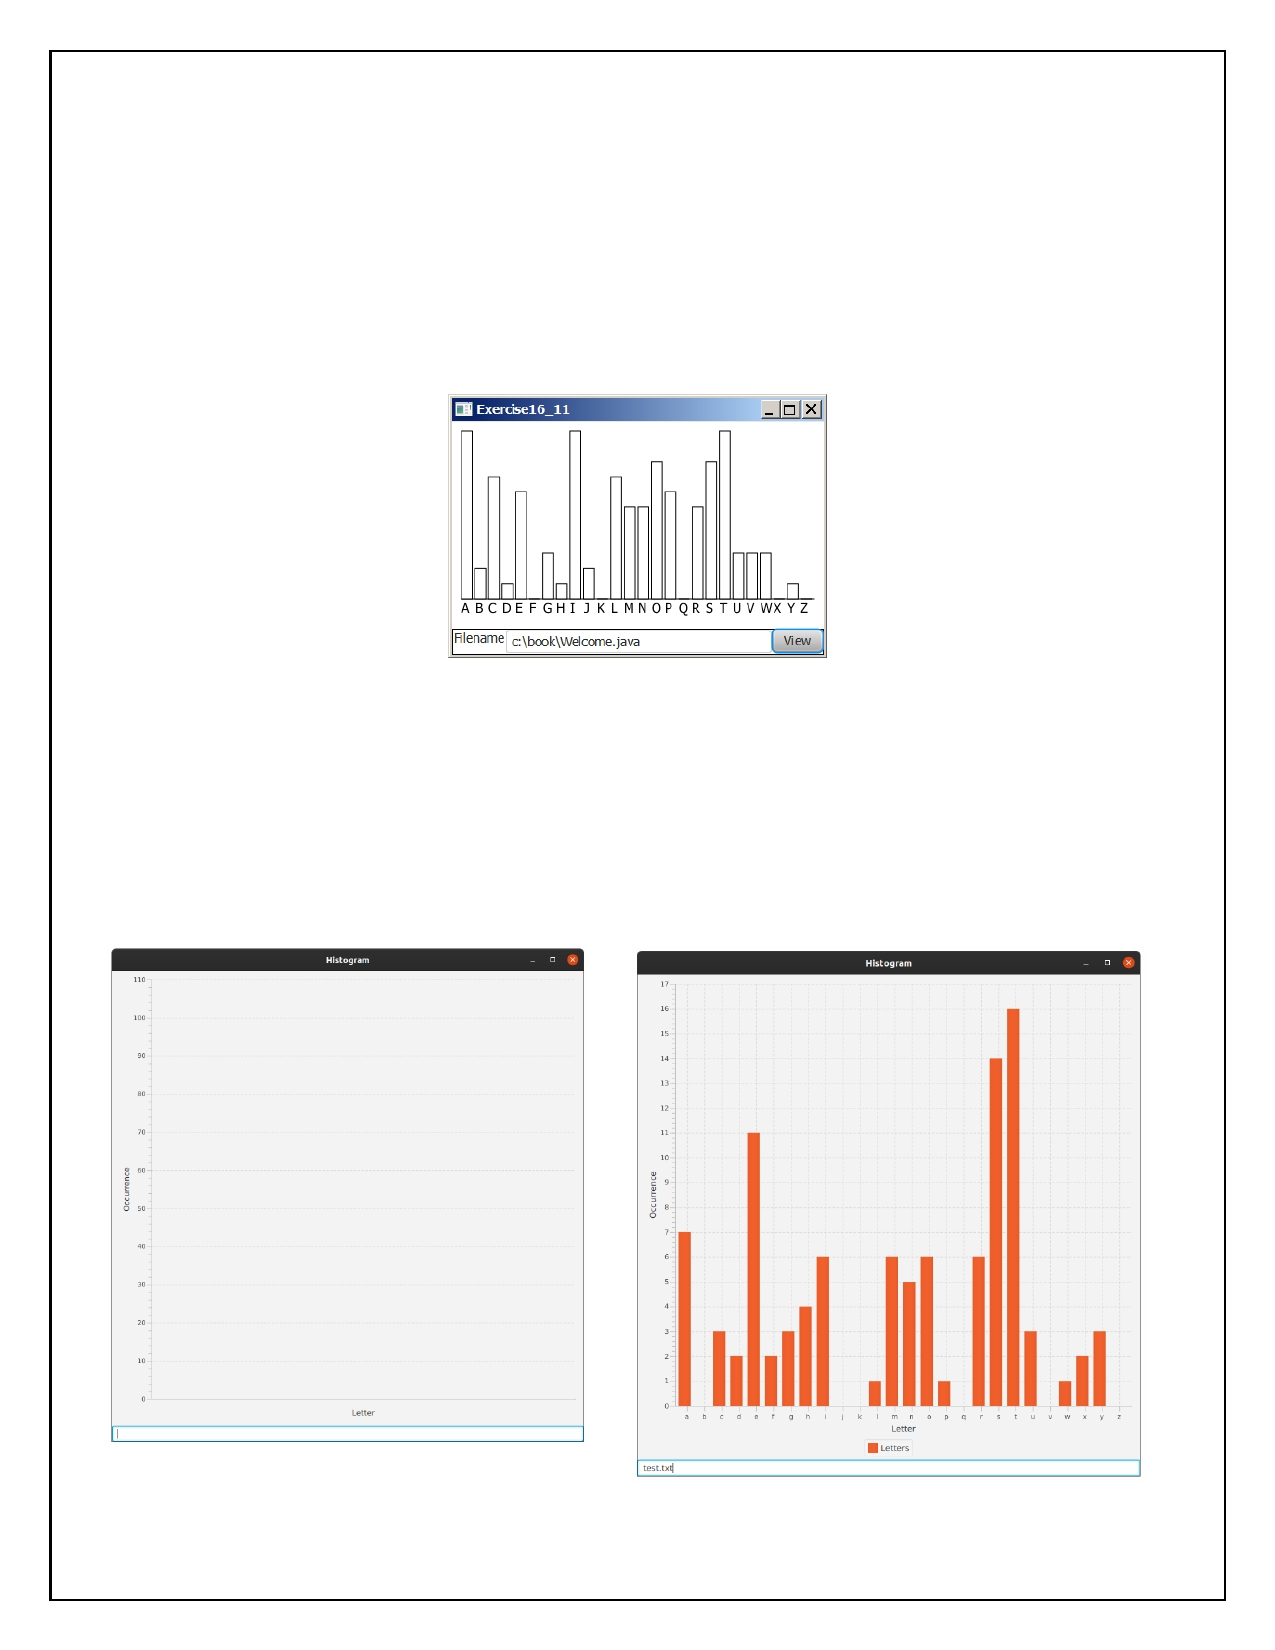 Exercise16_11
A B C D E F G H I J K L M N O P Q R S T U V W X Y Z
Filename c:\book\Welcome.java View
Histogram
110
100
90
80
70
60
50
40
30
20
10
0
Occurrence
Letter
Histogram
17
16
15
14
13
12
11
10
9
8
7
6
5
4
3
2
1
0
Occurrence
a b c d e f g h i j k l m n o p q r s t u v w x y z
Letter
Letters
test.txt